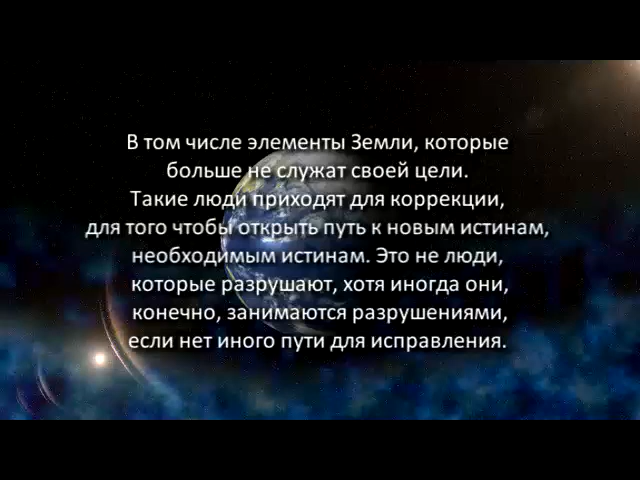 В том числе элементы Земли, которые
больше не служат своей цели.
Такие люди приходят для коррекции,
для того чтобы открыть путь к новым истинам,
необходимым истинам. Это не люди,
которые разрушают, хотя иногда они,
конечно, занимаются разрушениями,
если нет иного пути для исправления.